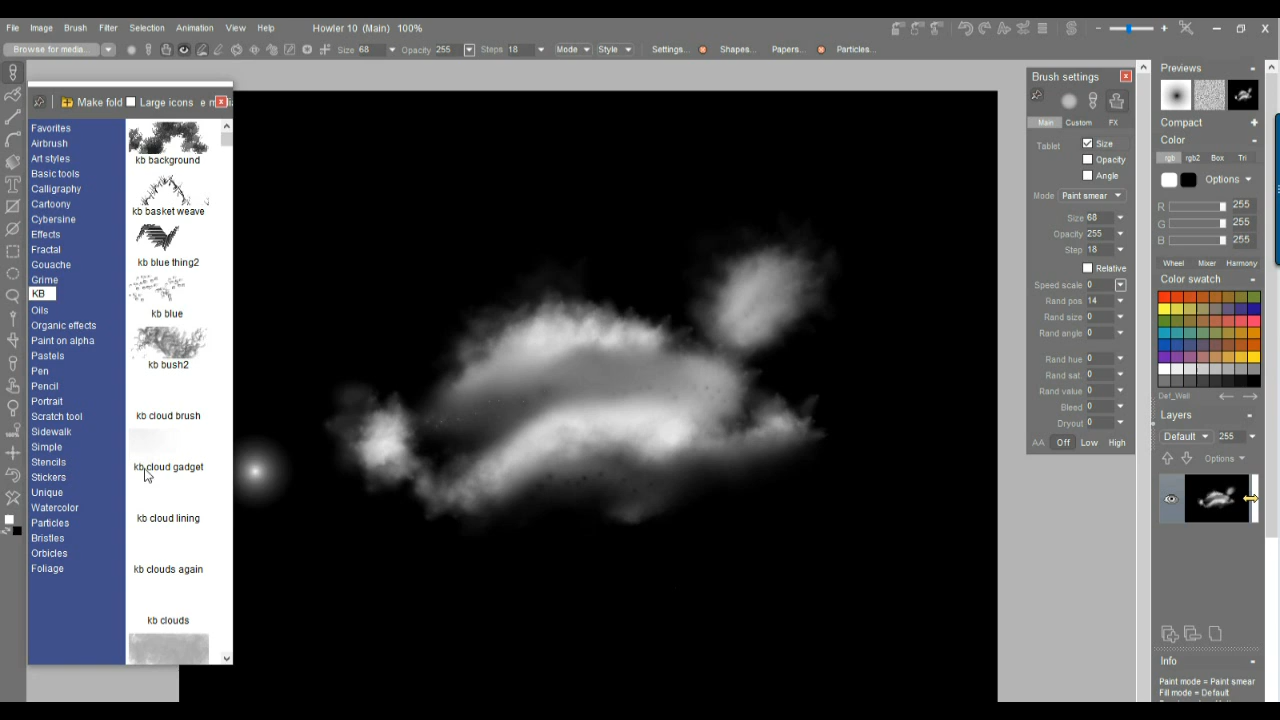 File Image Brush Filter Selection Animation View Help Howler 10 (Main) 100%
Browse for media... Size 68 Opacity 255 Steps 18 Mode Style Settings... Shapes... Papers... Particles...
Make fold Large icons
Favorites
Airbrush
Art styles
Basic tools
Calligraphy
Cartoony
Cybersine
Effects
Fractal
Gouache
Grime
KB
Oils
Organic effects
Paint on alpha
Pastels
Pen
Pencil
Portrait
Scratch tool
Sidewalk
Simple
Stencils
Stickers
Unique
Watercolor
Particles
Bristles
Orbicles
Foliage
kb background
kb basket weave
kb blue thing2
kb blue
kb bush2
kb cloud brush
kb cloud gadget
kb cloud lining
kb clouds again
kb clouds
Brush settings
Main Custom FX
Tablet Size
Opacity
Angle
Mode Paint smear
Size 68
Opacity 255
Step 18
Relative
Speed scale 0
Rand pos 14
Rand size 0
Rand angle 0
Rand hue 0
Rand sat. 0
Rand value 0
Bleed 0
Dryout 0
AA Off Low High
Previews
Compact
Color
rgb rgb2 Box Tri
Options
R 255
G 255
B 255
Wheel Mixer Harmony
Color swatch
Def_Wall
Layers
Default 255
Options
Info
Paint mode = Paint smear
Fill mode = Default